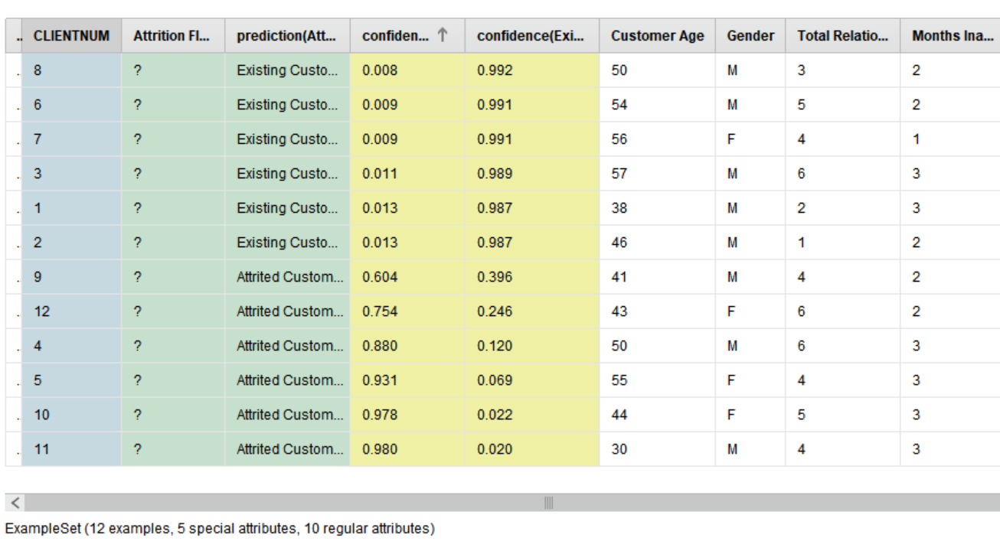 .. CLIENTNUM Attrition Fl... prediction(Att... confiden... ↑ confidence(Exi... Customer Age Gender Total Relatio... Months Ina...
. 8 ? Existing Custo... 0.008 0.992 50 M 3 2
. 6 ? Existing Custo... 0.009 0.991 54 M 5 2
. 7 ? Existing Custo... 0.009 0.991 56 F 4 1
. 3 ? Existing Custo... 0.011 0.989 57 M 6 3
. 1 ? Existing Custo... 0.013 0.987 38 M 2 3
. 2 ? Existing Custo... 0.013 0.987 46 M 1 2
. 9 ? Attrited Custom... 0.604 0.396 41 M 4 2
. 12 ? Attrited Custom... 0.754 0.246 43 F 6 2
. 4 ? Attrited Custom... 0.880 0.120 50 M 6 3
. 5 ? Attrited Custom... 0.931 0.069 55 F 4 3
. 10 ? Attrited Custom... 0.978 0.022 44 F 5 3
. 11 ? Attrited Custom... 0.980 0.020 30 M 4 3
ExampleSet (12 examples, 5 special attributes, 10 regular attributes)